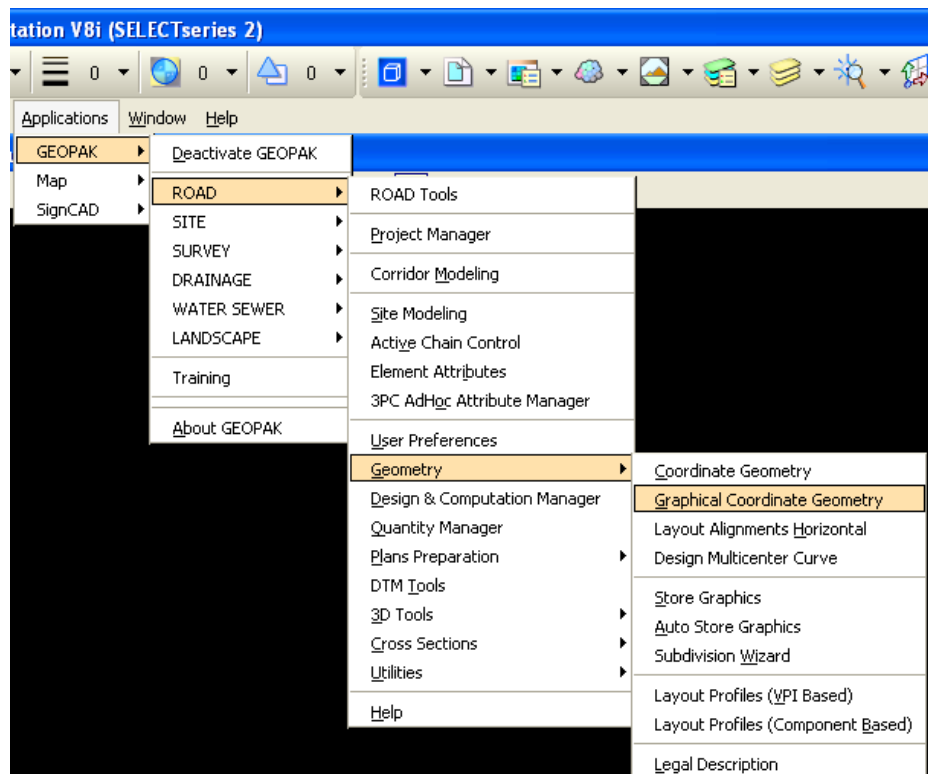 tation V8i (SELECTseries 2)
0 0 0
Applications Window Help
GEOPAK
Map
SignCAD
Deactivate GEOPAK
ROAD
SITE
SURVEY
DRAINAGE
WATER SEWER
LANDSCAPE
Training
About GEOPAK
ROAD Tools
Project Manager
Corridor Modeling
Site Modeling
Active Chain Control
Element Attributes
3PC AdHoc Attribute Manager
User Preferences
Geometry
Design & Computation Manager
Quantity Manager
Plans Preparation
DTM Tools
3D Tools
Cross Sections
Utilities
Help
Coordinate Geometry
Graphical Coordinate Geometry
Layout Alignments Horizontal
Design Multicenter Curve
Store Graphics
Auto Store Graphics
Subdivision Wizard
Layout Profiles (VPI Based)
Layout Profiles (Component Based)
Legal Description